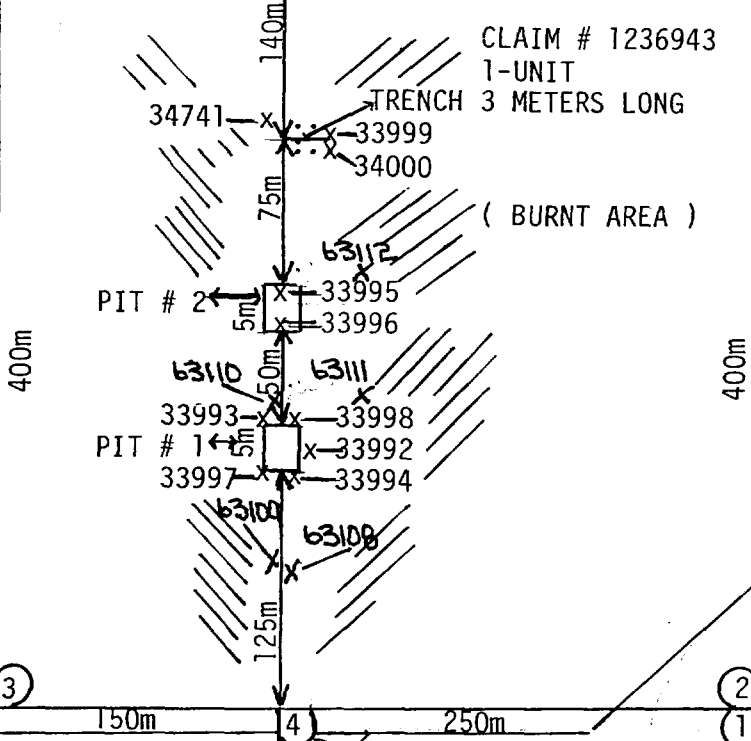 140m
CLAIM # 1236943
1-UNIT
TRENCH 3 METERS LONG
34741
33999
34000
75m
( BURNT AREA )
63112
PIT # 2
5m
33995
33996
400m
400m
50m
63110
63111
33993
33998
PIT # 1
5m
33992
33997
33994
63108
125m
3
2
150m
4
250m
1